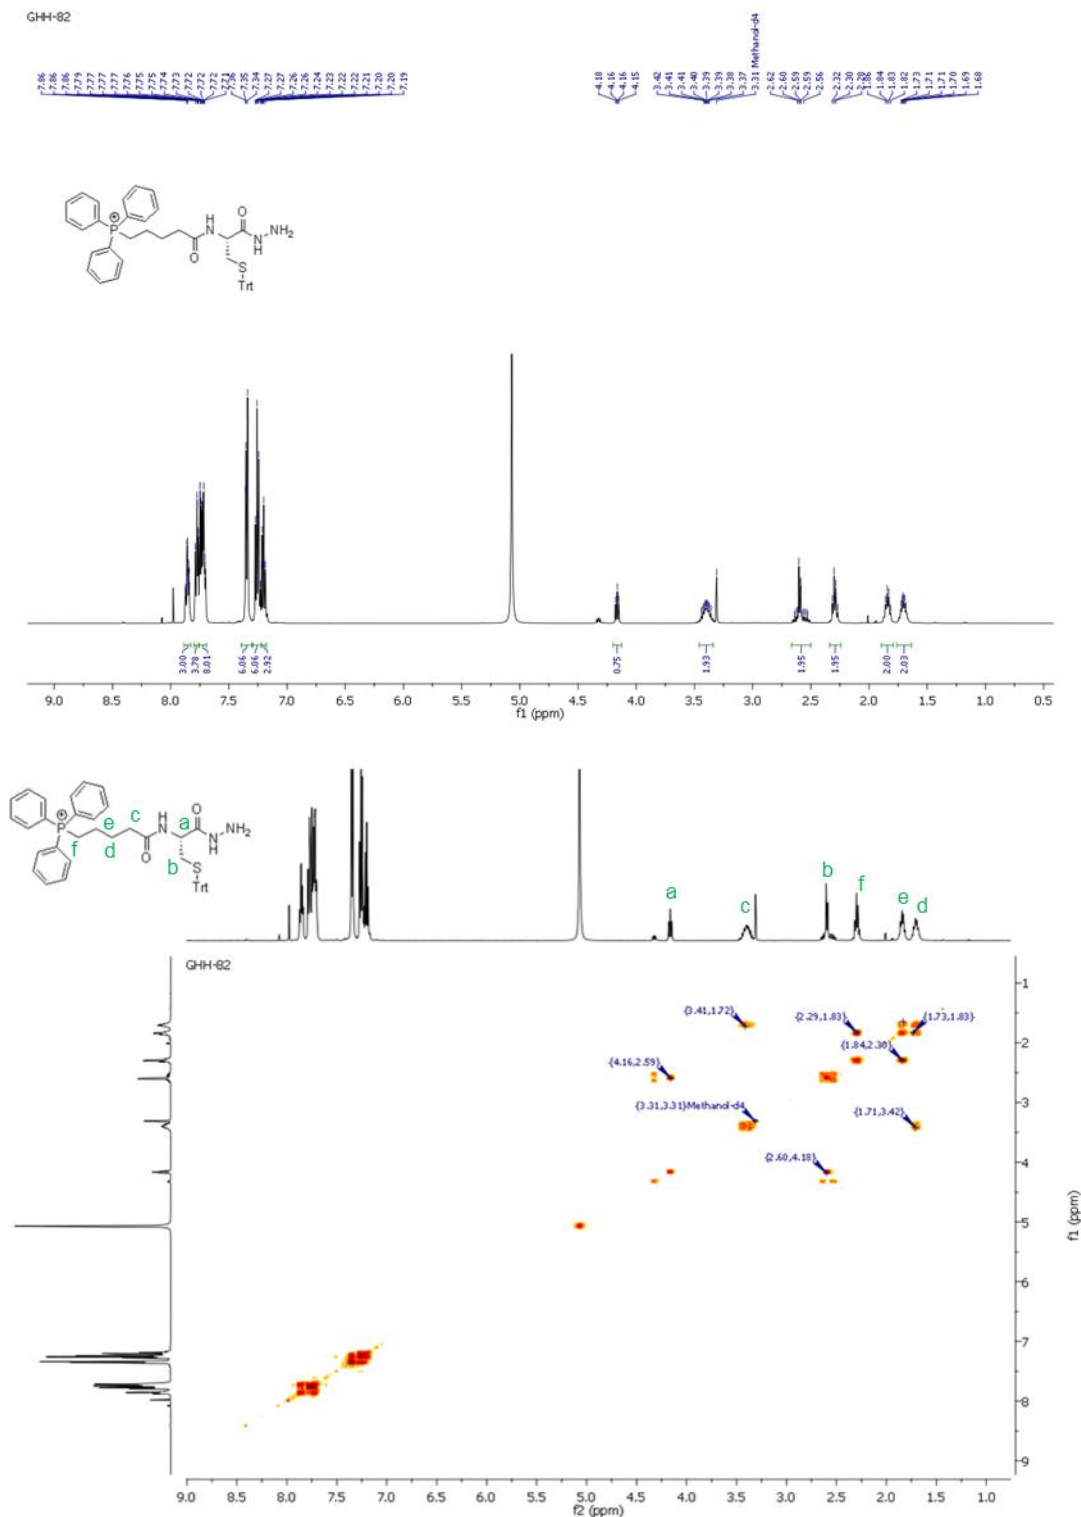 GHH-82
7.86 7.86 7.86 7.79 7.77 7.77 7.77 7.76 7.75 7.75 7.74 7.73 7.72 7.72 7.72 7.71 7.36 7.35 7.34 7.27 7.27 7.26 7.26 7.24 7.23 7.22 7.22 7.21 7.20 7.20 7.19
4.18 4.16 4.16 4.15
3.42 3.41 3.41 3.40 3.39 3.39 3.38 3.37 3.31 Methanol-d4
2.62 2.60 2.59 2.59 2.56 2.32 2.30 2.28 1.86 1.84 1.83 1.82 1.73 1.71 1.71 1.70 1.69 1.68
P
⊕
H
N
O
O
N
H
NH2
S
Trt
3.00 3.78 8.01 6.06 6.06 2.92 0.75 1.93 1.95 1.95 2.00 2.03
9.0 8.5 8.0 7.5 7.0 6.5 6.0 5.5 5.0 4.5 4.0 3.5 3.0 2.5 2.0 1.5 1.0 0.5
f1 (ppm)
P
⊕
f
e
d
c
O
H
N
a
O
N
H
NH2
b
S
Trt
a
c
b
f
e
d
GHH-82
{3.41,1.72}
{2.29,1.83}
{1.73,1.83}
{1.84,2.30}
{4.16,2.59}
{3.31,3.31}Methanol-d4
{1.71,3.42}
{2.60,4.18}
1
2
3
4
5
6
7
8
9
f1 (ppm)
9.0 8.5 8.0 7.5 7.0 6.5 6.0 5.5 5.0 4.5 4.0 3.5 3.0 2.5 2.0 1.5 1.0
f2 (ppm)